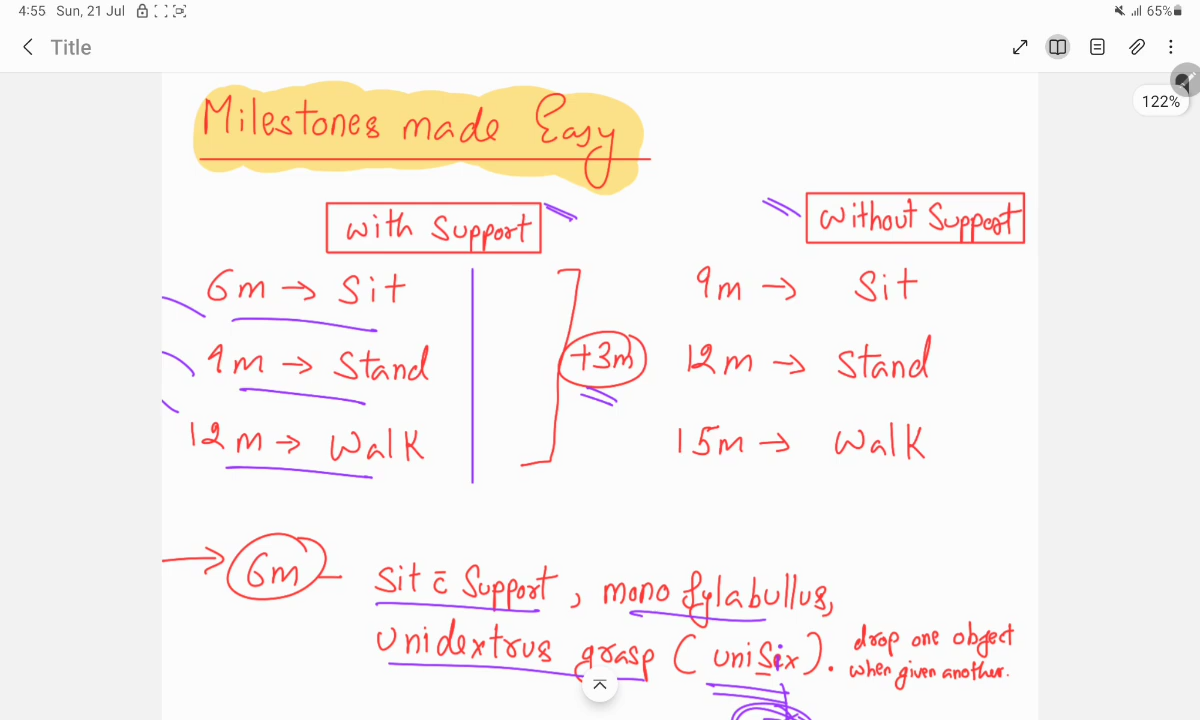 4:55 Sun, 21 Jul 65%
Title
122%
Milestones made Easy
with Support without Support
6m → Sit 9m → Sit
9m → Stand +3m 12m → Stand
12m → Walk 15m → Walk
→ 6m - Sit c̄ Support, mono sylabullus,
unidextrus grasp (uniSix). drop one object
when given another.